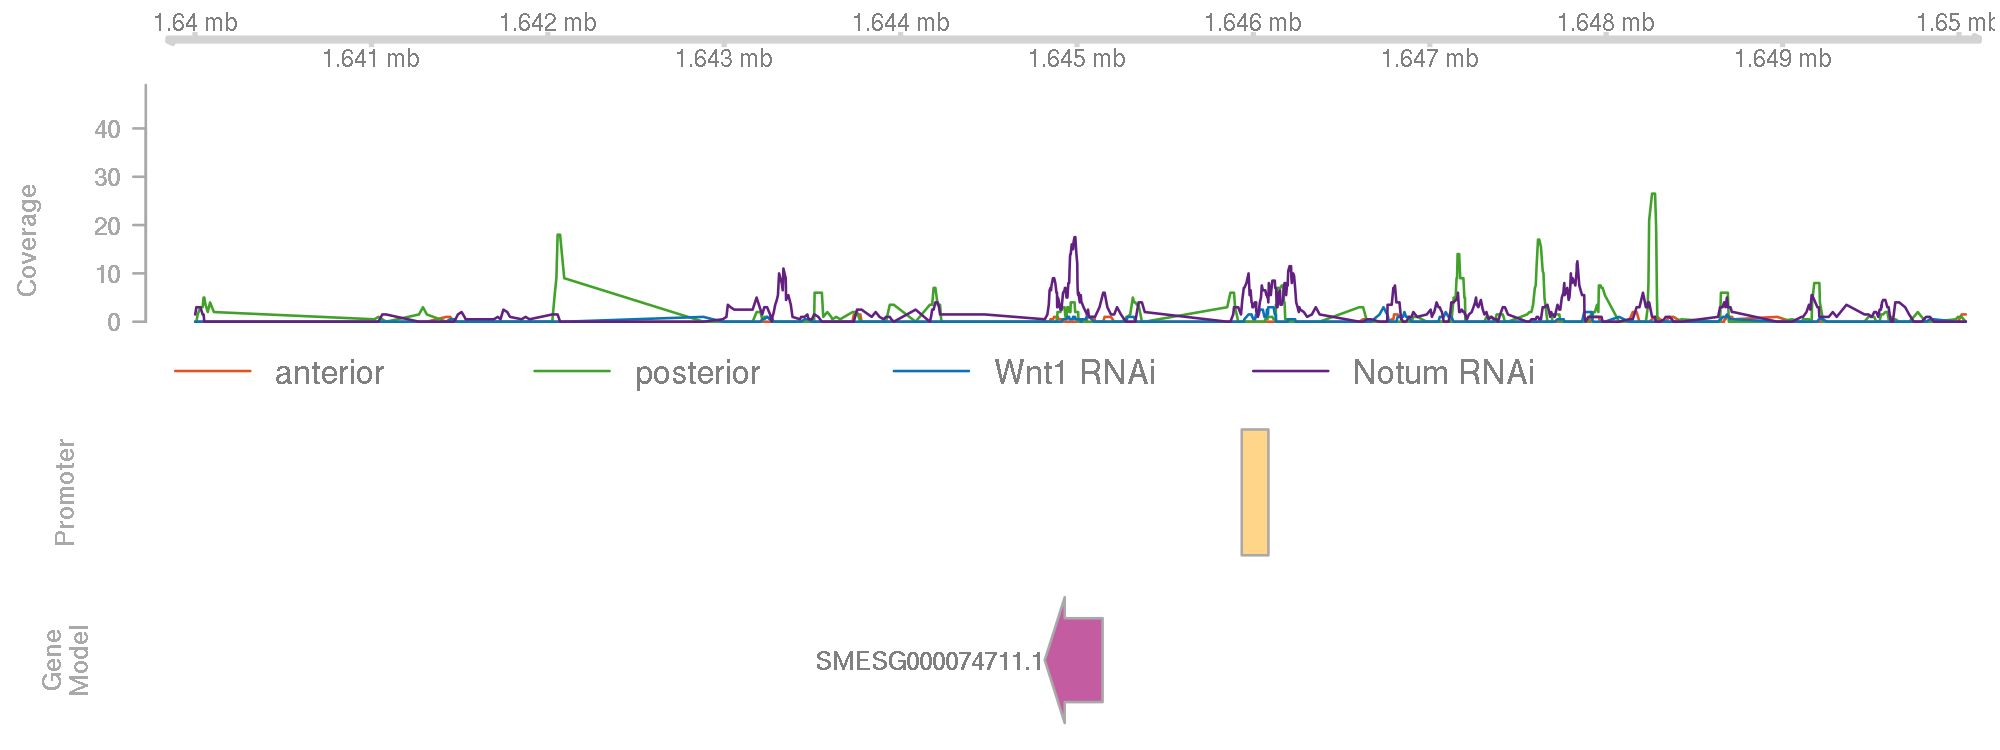 1.64 mb 1.642 mb 1.644 mb 1.646 mb 1.648 mb 1.65 mb
1.641 mb 1.643 mb 1.645 mb 1.647 mb 1.649 mb
Coverage
40
30
20
10
0
anterior posterior Wnt1 RNAi Notum RNAi
Promoter
Gene
Model
SMESG000074711.1